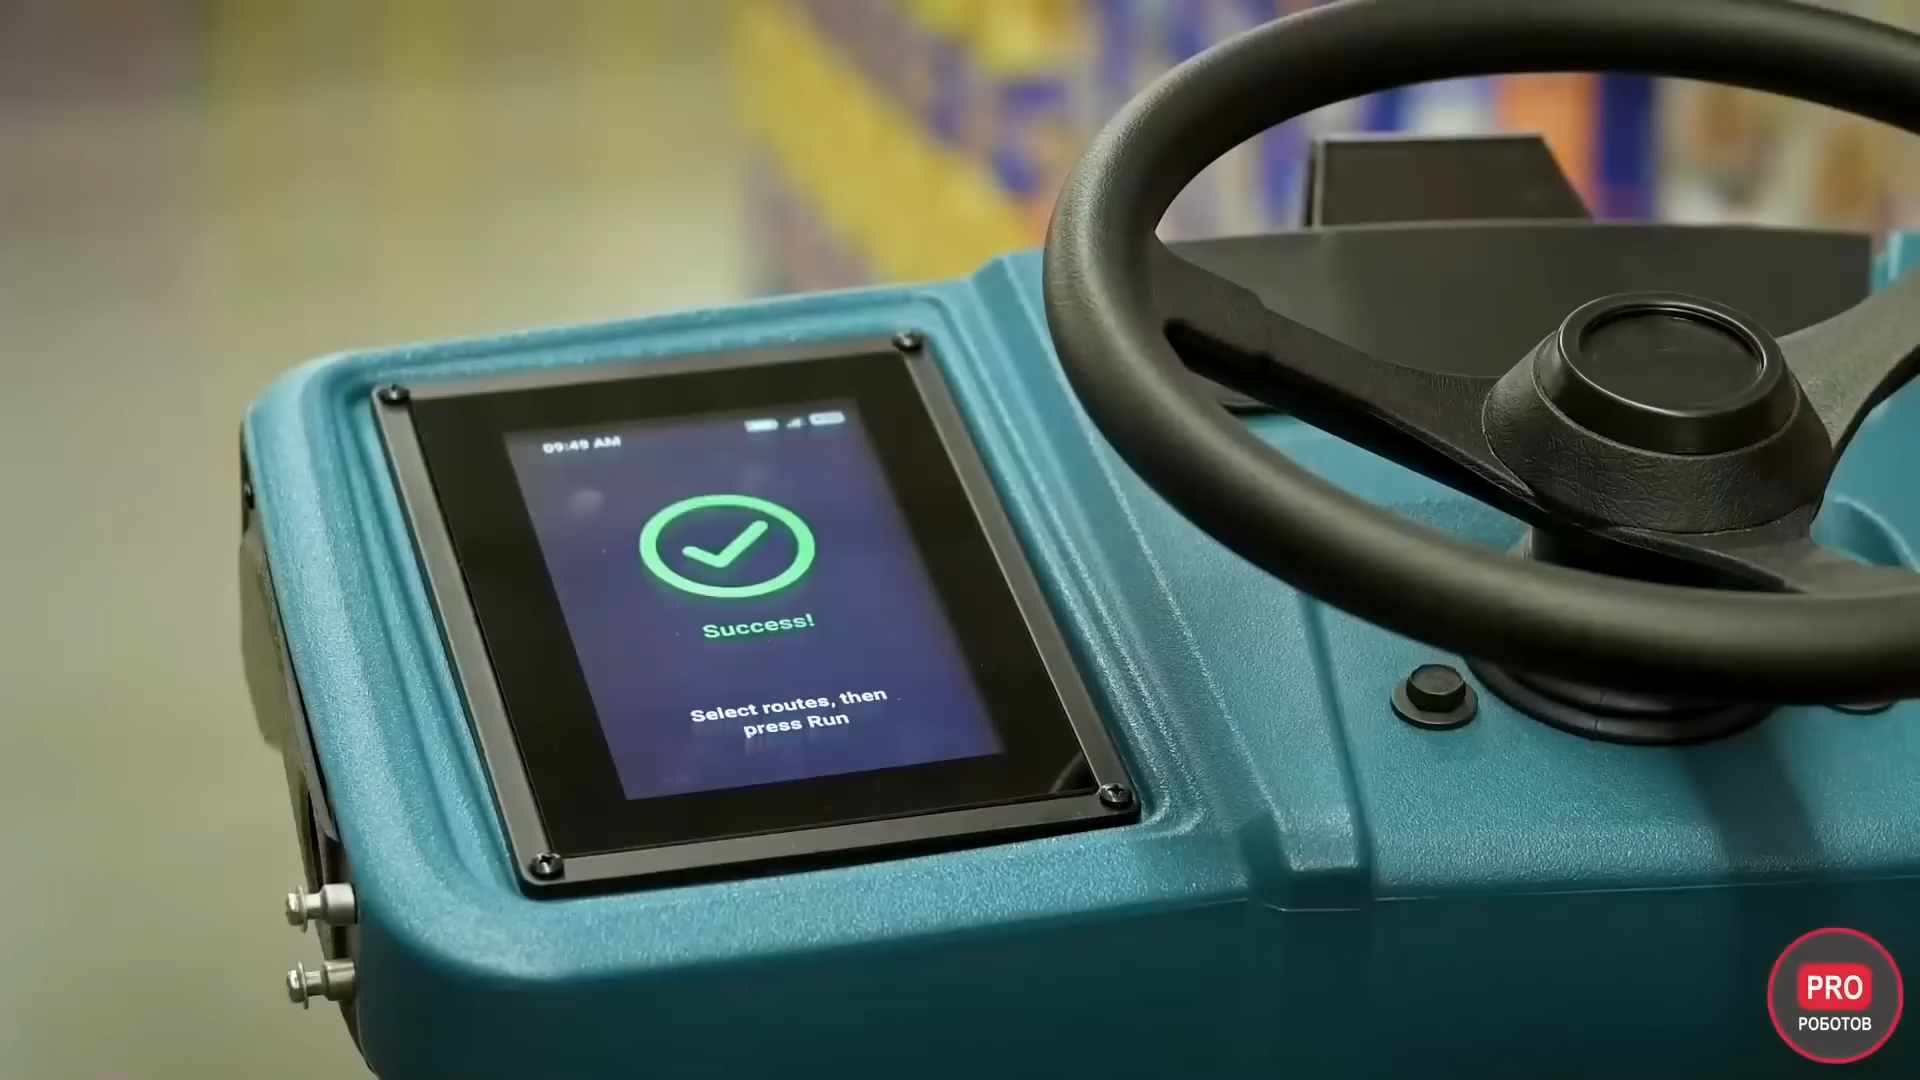 09:49 AM
Success!
Select routes, then
press Run
PRO
РОБОТОВ